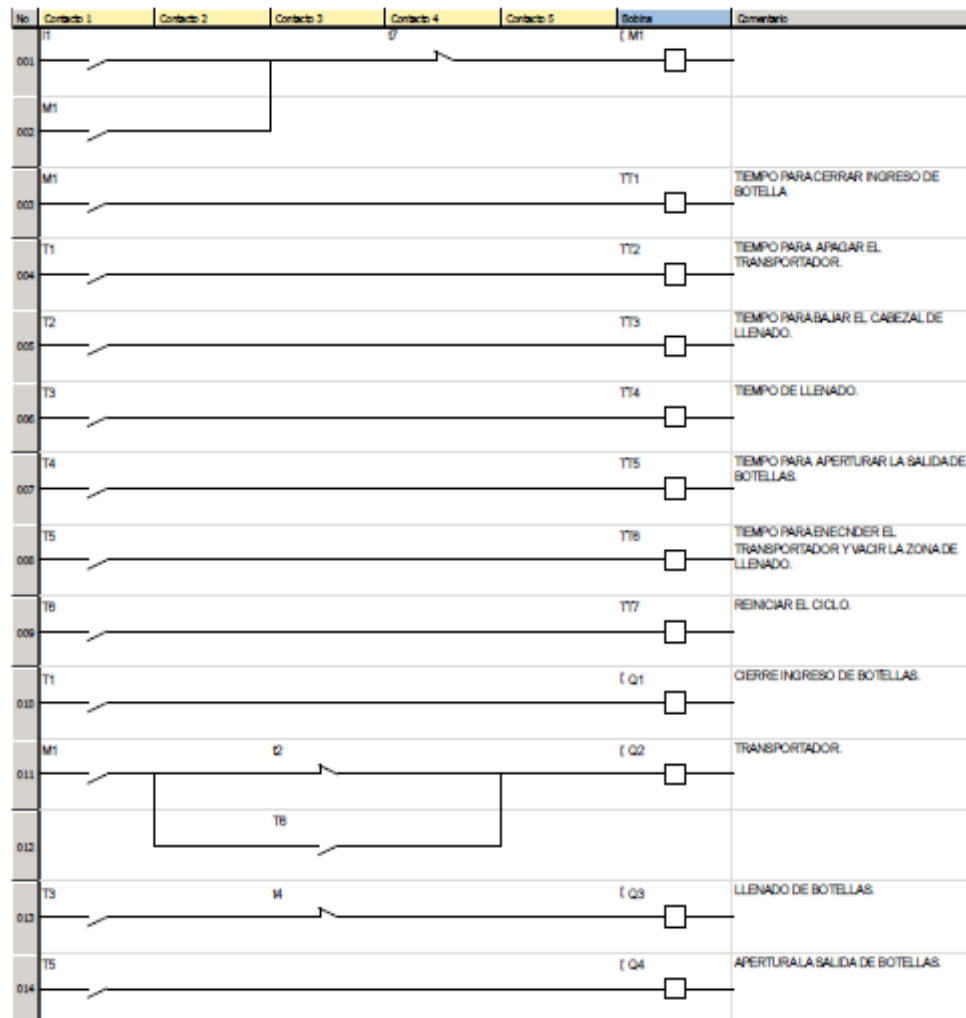 No Contacto 1 Contacto 2 Contacto 3 Contacto 4 Contacto 5 Bobina Comentario
001 I1 t7 [ M1
002 M1
003 M1 TT1 TIEMPO PARA CERRAR INGRESO DE
BOTELLA
004 T1 TT2 TIEMPO PARA APAGAR EL
TRANSPORTADOR.
005 T2 TT3 TIEMPO PARA BAJAR EL CABEZAL DE
LLENADO.
006 T3 TT4 TIEMPO DE LLENADO.
007 T4 TT5 TIEMPO PARA APERTURAR LA SALIDA DE
BOTELLAS.
008 T5 TT6 TIEMPO PARA ENECNDER EL
TRANSPORTADOR Y VACIR LA ZONA DE
LLENADO.
009 T6 TT7 REINICIAR EL CICLO.
010 T1 [ Q1 CIERRE INGRESO DE BOTELLAS.
011 M1 t2 [ Q2 TRANSPORTADOR.
012 T6
013 T3 t4 [ Q3 LLENADO DE BOTELLAS.
014 T5 [ Q4 APERTURA LA SALIDA DE BOTELLAS.